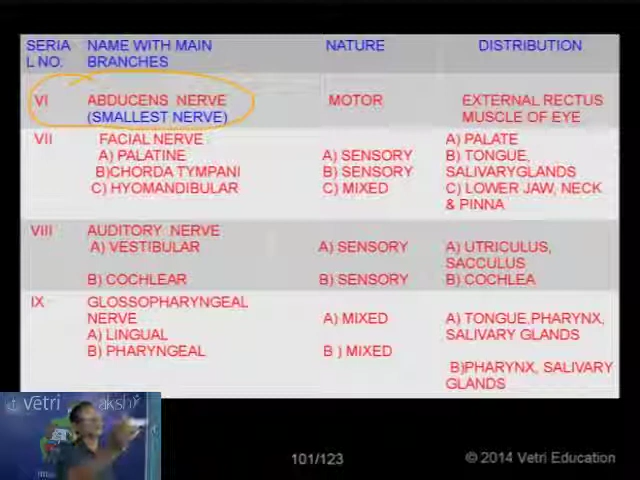 SERIA NAME WITH MAIN NATURE DISTRIBUTION
L NO. BRANCHES
VI ABDUCENS NERVE MOTOR EXTERNAL RECTUS
(SMALLEST NERVE) MUSCLE OF EYE
VII FACIAL NERVE A) PALATE
A) PALATINE A) SENSORY B) TONGUE,
B)CHORDA TYMPANI B) SENSORY SALIVARYGLANDS
C) HYOMANDIBULAR C) MIXED C) LOWER JAW, NECK
& PINNA
VIII AUDITORY NERVE
A) VESTIBULAR A) SENSORY A) UTRICULUS,
SACCULUS
B) COCHLEAR B) SENSORY B) COCHLEA
IX GLOSSOPHARYNGEAL
NERVE A) MIXED A) TONGUE,PHARYNX,
A) LINGUAL SALIVARY GLANDS
B) PHARYNGEAL B ) MIXED
B)PHARYNX, SALIVARY
GLANDS
Vetri akshi
101/123 © 2014 Vetri Education